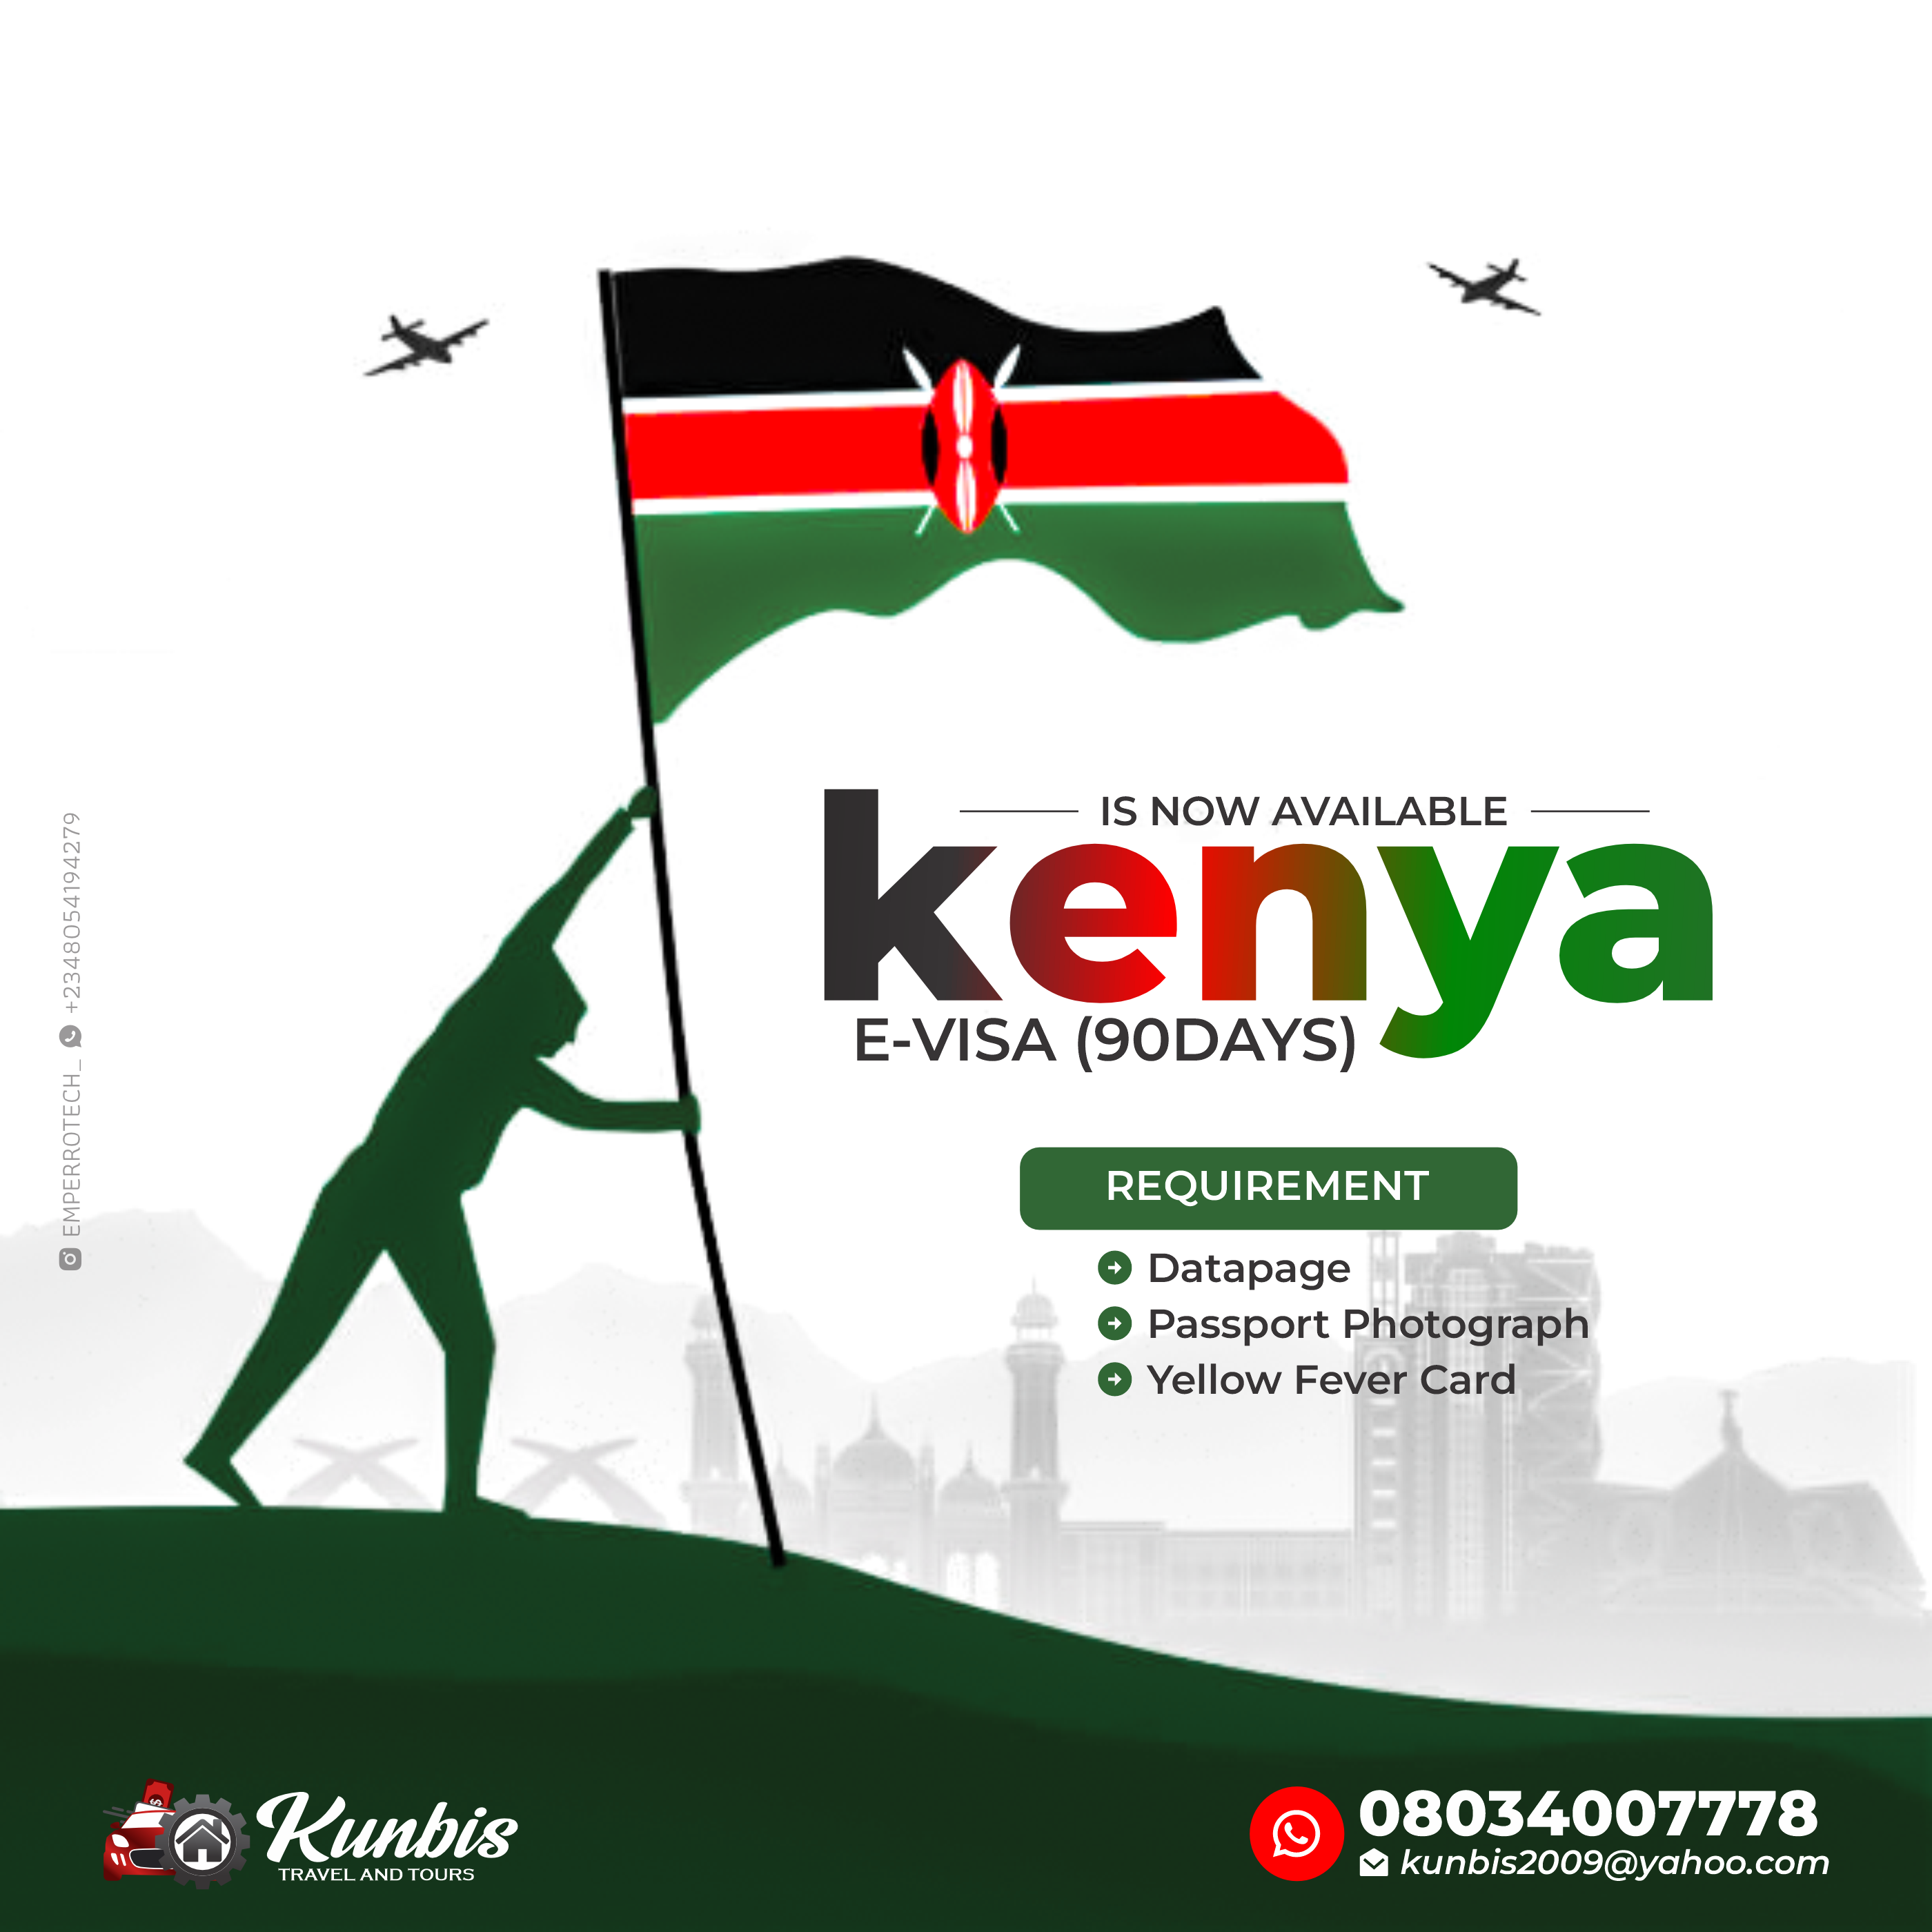 IS NOW AVAILABLE
kenya
E-VISA (90DAYS)
REQUIREMENT
Datapage
Passport Photograph
Yellow Fever Card
EMPERROTECH_ +2348054194279
Kunbis
TRAVEL AND TOURS
08034007778
kunbis2009@yahoo.com